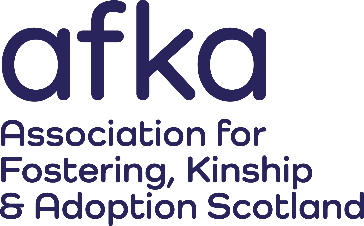 afka
Association for
Fostering, Kinship
& Adoption Scotland